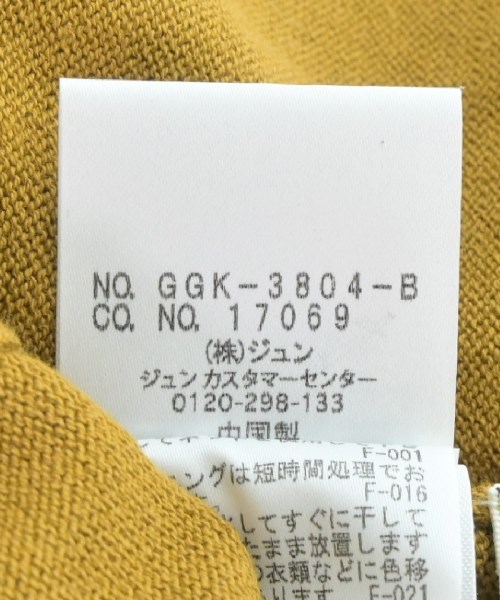 NO. GGK-3804-B
CO. NO. 17069
(株)ジュン
ジュン カスタマーセンター
0120-298-133
中国製
F-001
ングは短時間処理でお
F-016
してすぐに干して
たまま放置します
の衣類などに色移
ります F-021